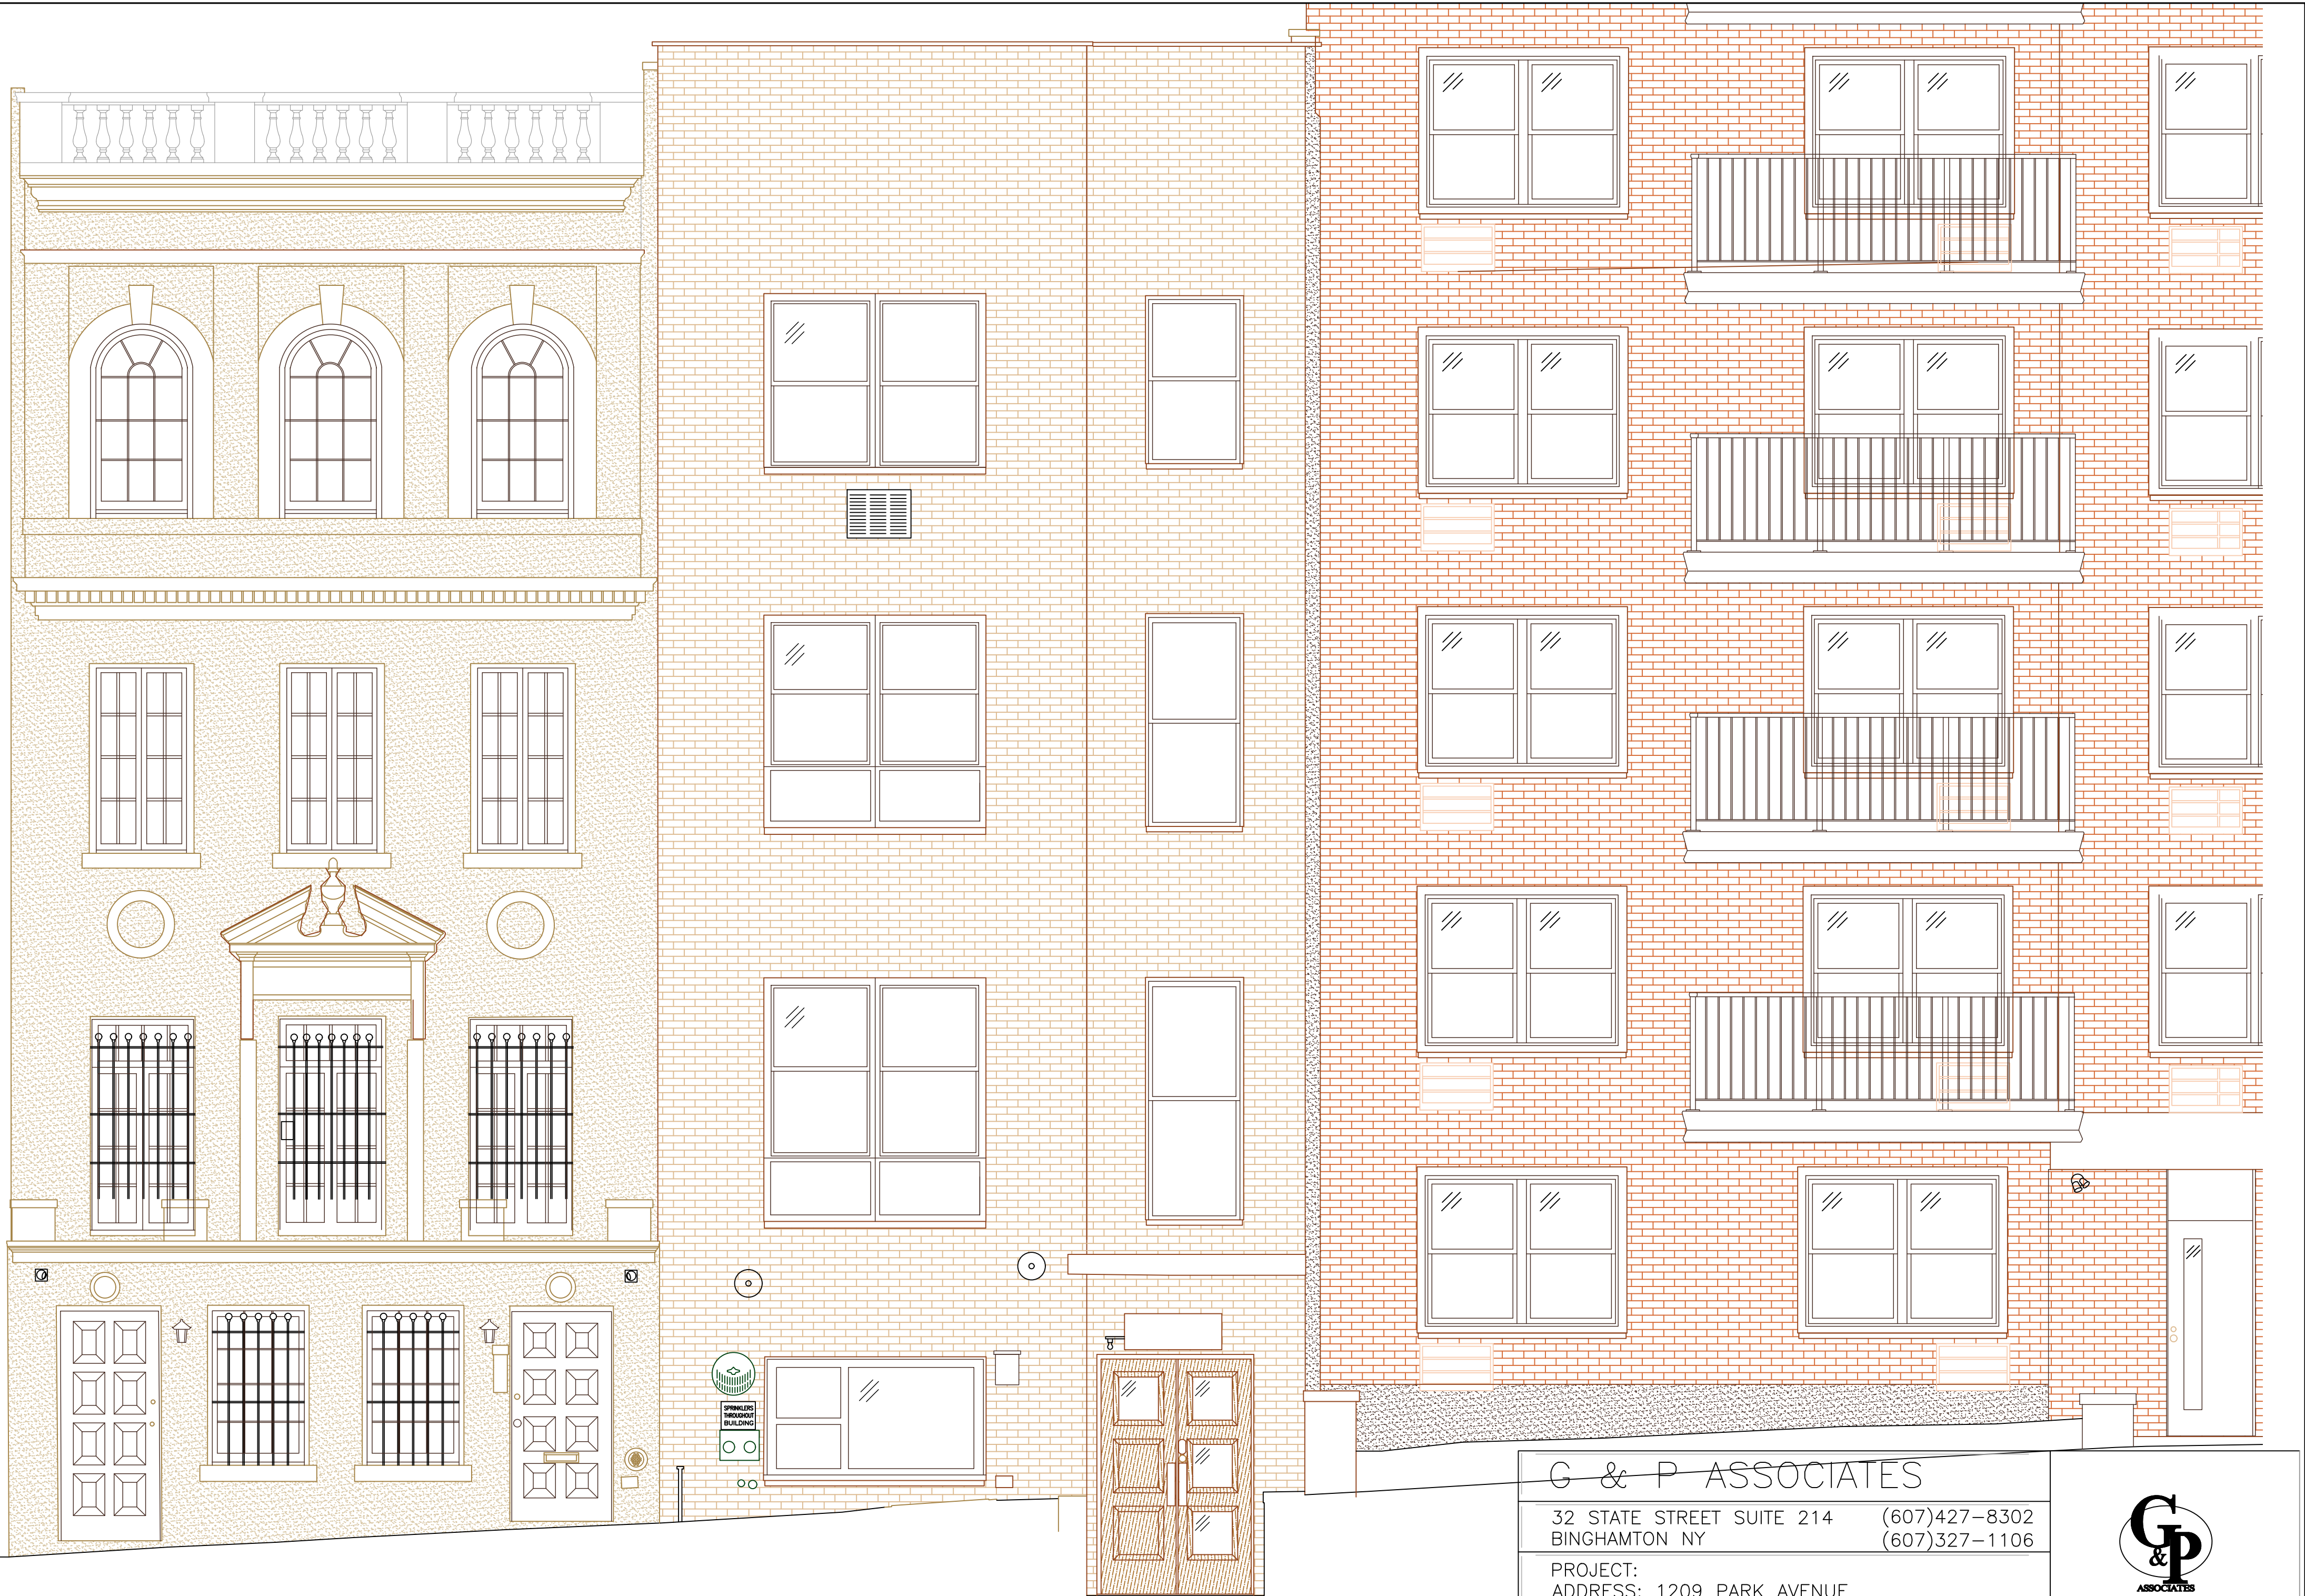 SPRINKLERS
THROUGHOUT
BUILDING
G & P ASSOCIATES
32 STATE STREET SUITE 214 (607)427-8302
BINGHAMTON NY (607)327-1106
PROJECT:
ADDRESS: 1209 PARK AVENUE
G&P
ASSOCIATES